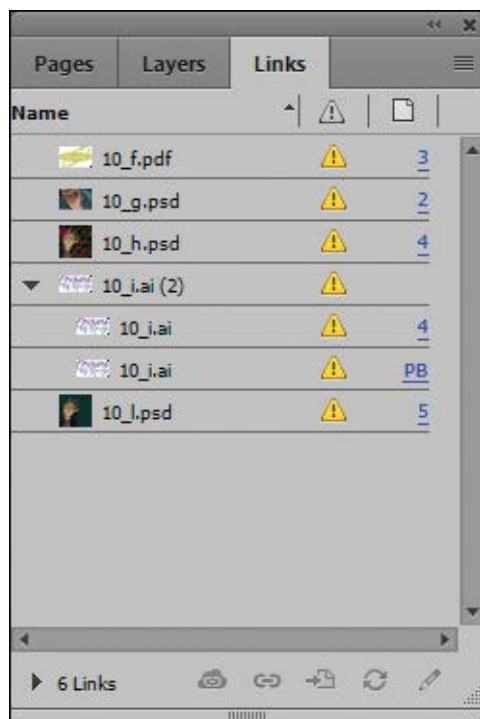 Pages Layers Links
Name
10_f.pdf 3
10_g.psd 2
10_h.psd 4
10_i.ai (2)
10_i.ai 4
10_i.ai PB
10_l.psd 5
6 Links